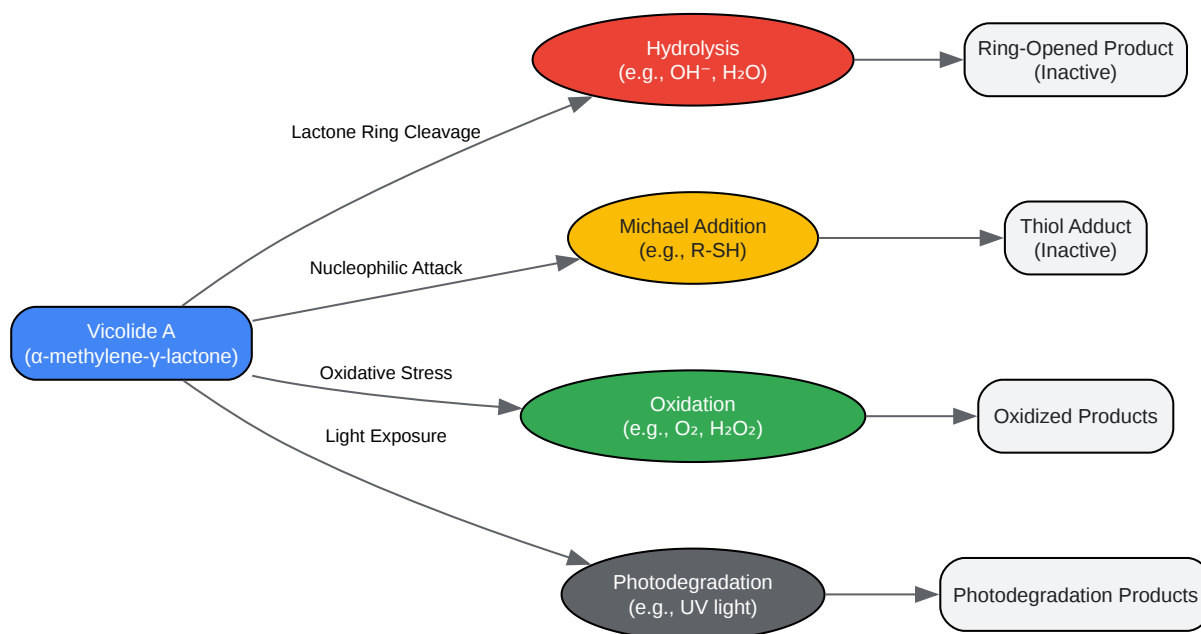 Hydrolysis
(e.g., OH⁻, H₂O)
Ring-Opened Product
(Inactive)
Lactone Ring Cleavage
Michael Addition
(e.g., R-SH)
Thiol Adduct
(Inactive)
Nucleophilic Attack
Vicolide A
(α-methylene-γ-lactone)
Oxidative Stress
Oxidation
(e.g., O₂, H₂O₂)
Oxidized Products
Light Exposure
Photodegradation
(e.g., UV light)
Photodegradation Products